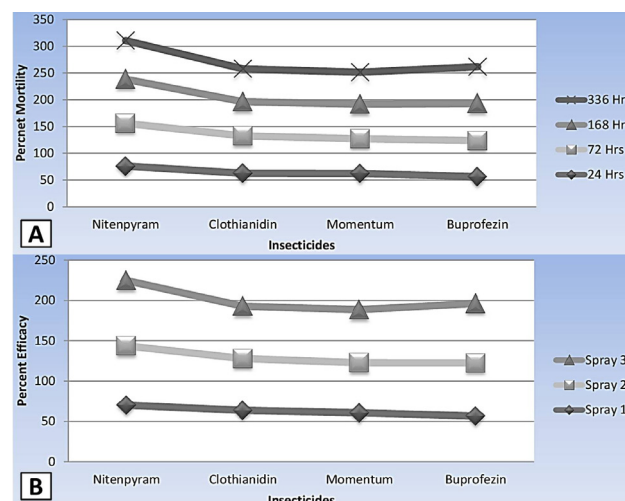 A
Percnet Mortility
350
300
250
200
150
100
50
0
Nitenpyram Clothianidin Momentum Buprofezin
Insecticides
336 Hr
168 Hr
72 Hrs
24 Hrs
B
Percent Efficacy
250
200
150
100
50
0
Nitenpyram Clothianidin Momentum Buprofezin
Insecticides
Spray 3
Spray 2
Spray 1